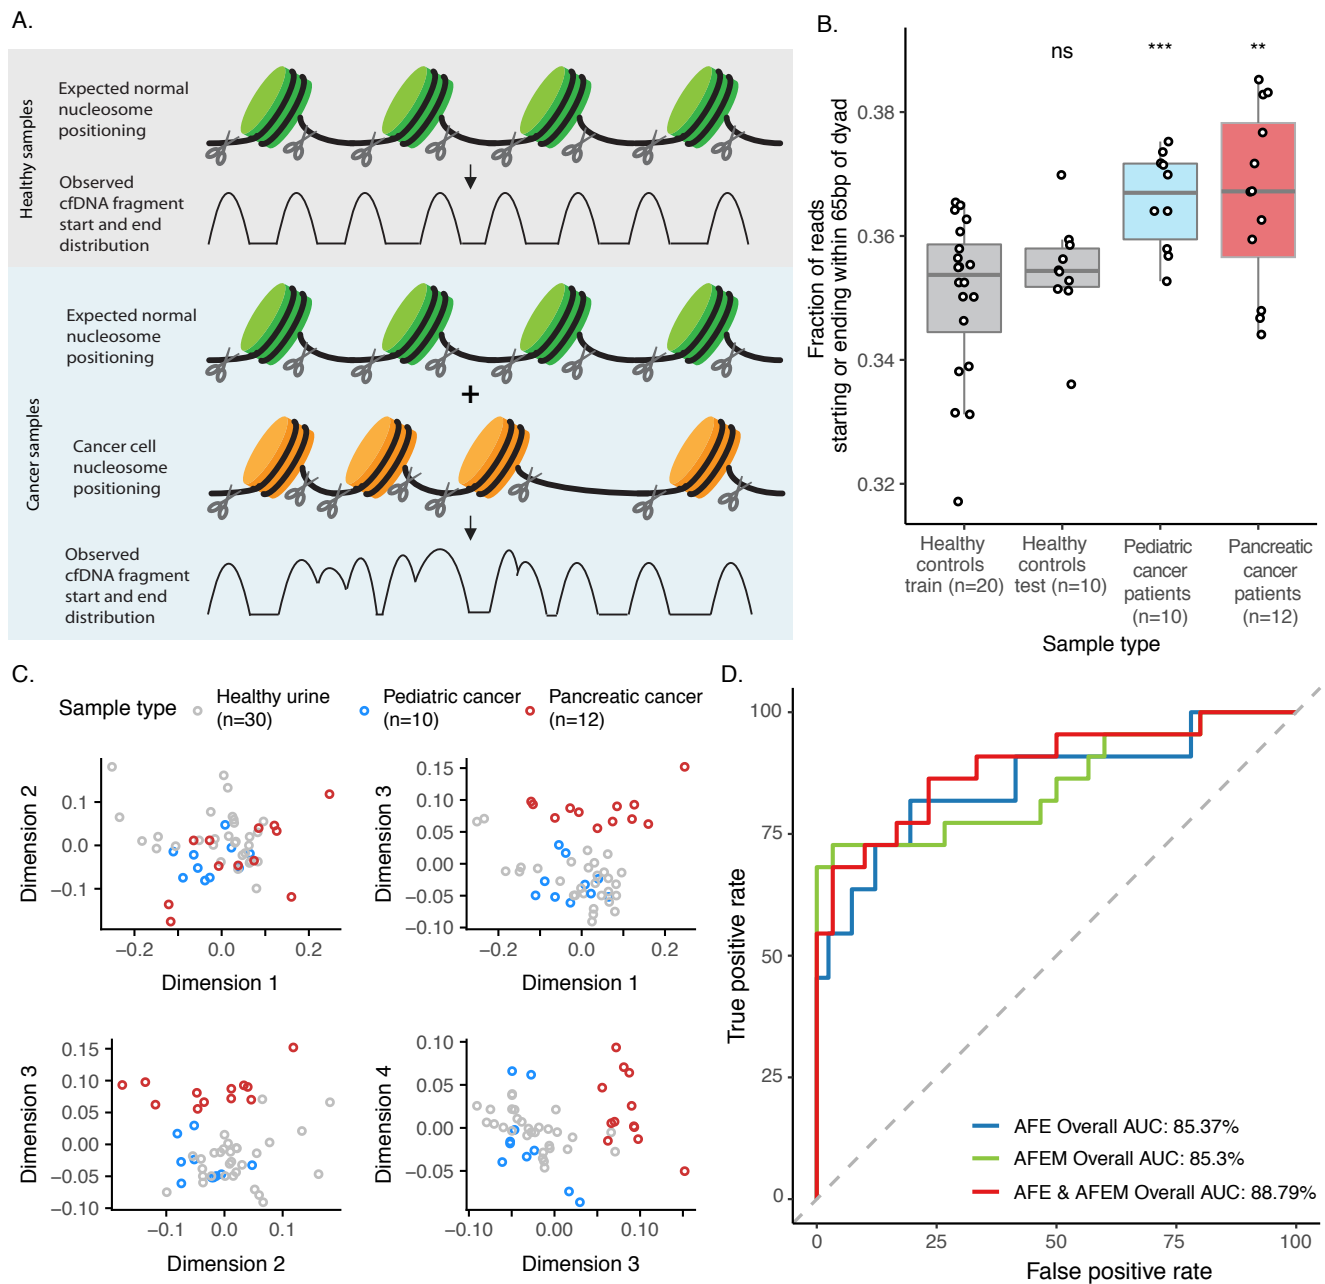 A.
Healthy samples
Expected normal
nucleosome
positioning
Observed
cfDNA fragment
start and end
distribution
Cancer samples
Expected normal
nucleosome
positioning
+
Cancer cell
nucleosome
positioning
Observed
cfDNA fragment
start and end
distribution
B.
Fraction of reads
starting or ending within 65bp of dyad
0.38
0.36
0.34
0.32
ns
***
**
Healthy
controls
train (n=20)
Healthy
controls
test (n=10)
Pediatric
cancer
patients
(n=10)
Pancreatic
cancer
patients
(n=12)
Sample type
C.
Sample type
Healthy urine
(n=30)
Pediatric cancer
(n=10)
Pancreatic cancer
(n=12)
Dimension 2
0.1
0.0
−0.1
−0.2
0.0
0.2
Dimension 1
Dimension 3
0.15
0.10
0.05
0.00
−0.05
−0.10
−0.2
0.0
0.2
Dimension 1
Dimension 3
0.15
0.10
0.05
0.00
−0.05
−0.10
−0.1
0.0
0.1
Dimension 2
Dimension 4
0.10
0.05
0.00
−0.05
−0.10
0.00
0.10
Dimension 3
D.
True positive rate
100
75
50
25
0
0
25
50
75
100
False positive rate
AFE Overall AUC: 85.37%
AFEM Overall AUC: 85.3%
AFE & AFEM Overall AUC: 88.79%